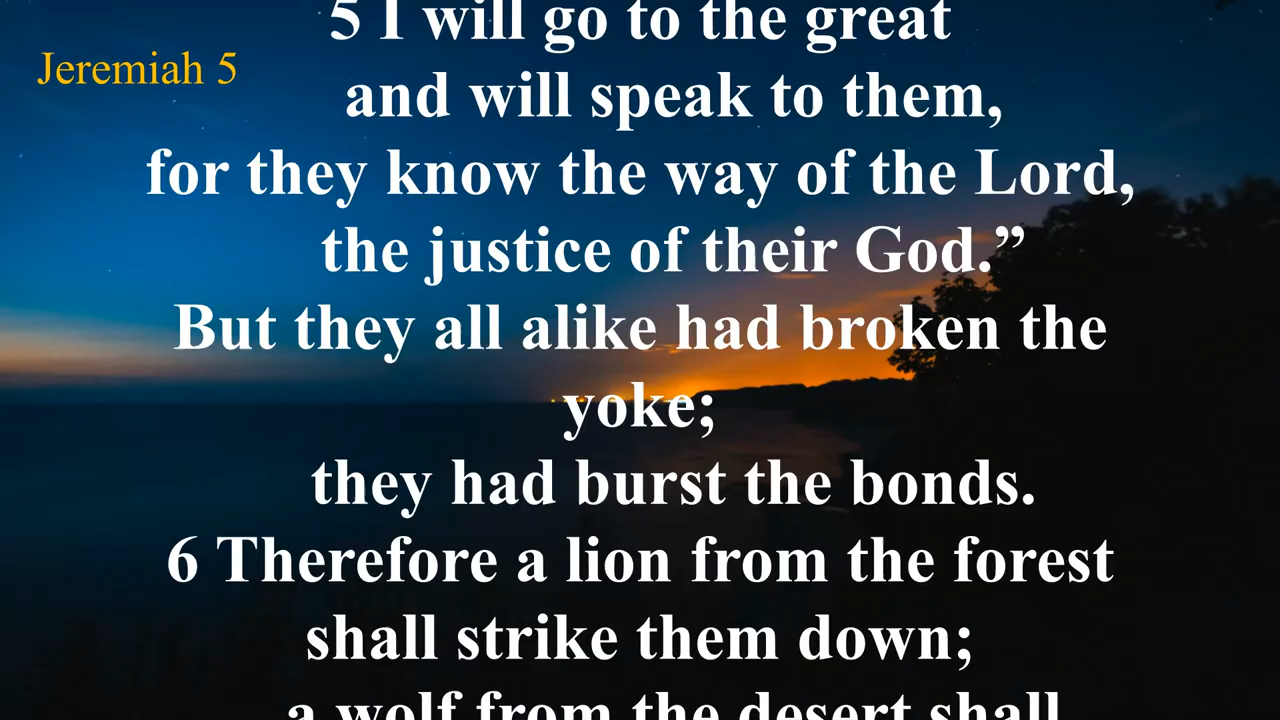 5 I will go to the great
Jeremiah 5
and will speak to them,
for they know the way of the Lord,
the justice of their God.”
But they all alike had broken the
yoke;
they had burst the bonds.
6 Therefore a lion from the forest
shall strike them down;
a wolf from the desert shall